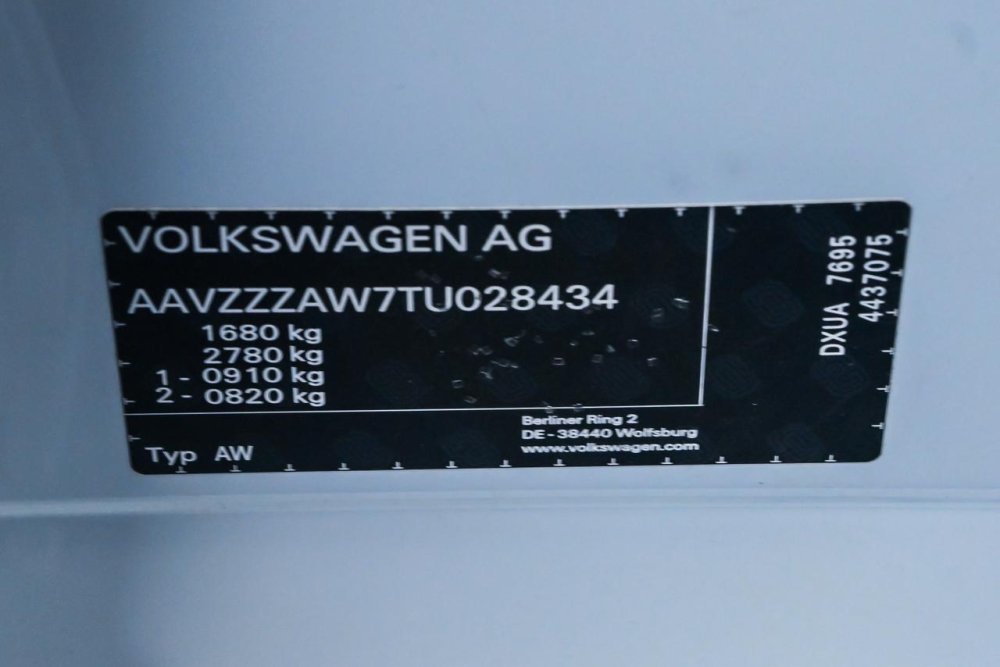 VOLKSWAGEN AG
AAVZZZAW7TU028434
1680 kg
2780 kg
1 - 0910 kg
2 - 0820 kg
Typ AW
Berliner Ring 2
DE - 38440 Wolfsburg
www.volkswagen.com
DXUA 7695
4437075